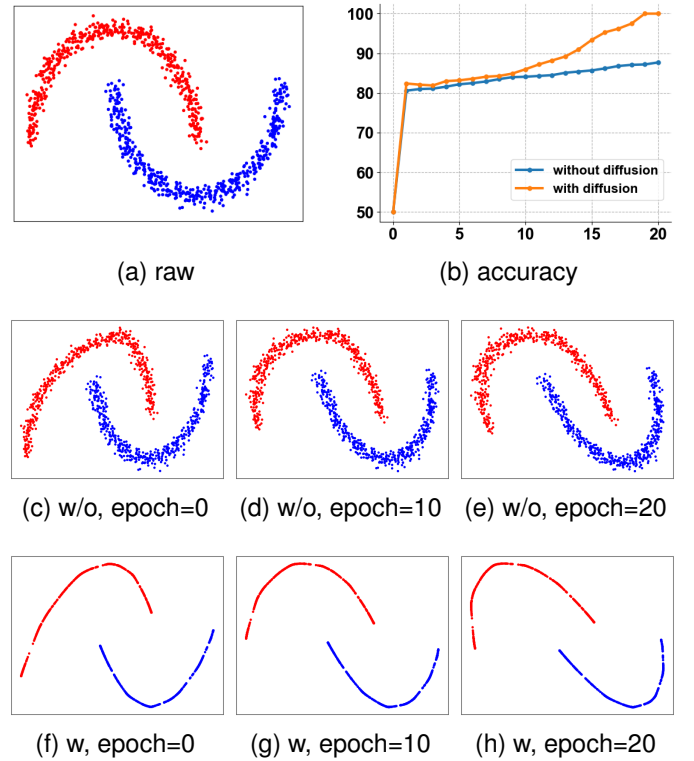 100
90
80
70
60
50
0
5
10
15
20
without diffusion
with diffusion
(a) raw
(b) accuracy
(c) w/o, epoch=0
(d) w/o, epoch=10
(e) w/o, epoch=20
(f) w, epoch=0
(g) w, epoch=10
(h) w, epoch=20